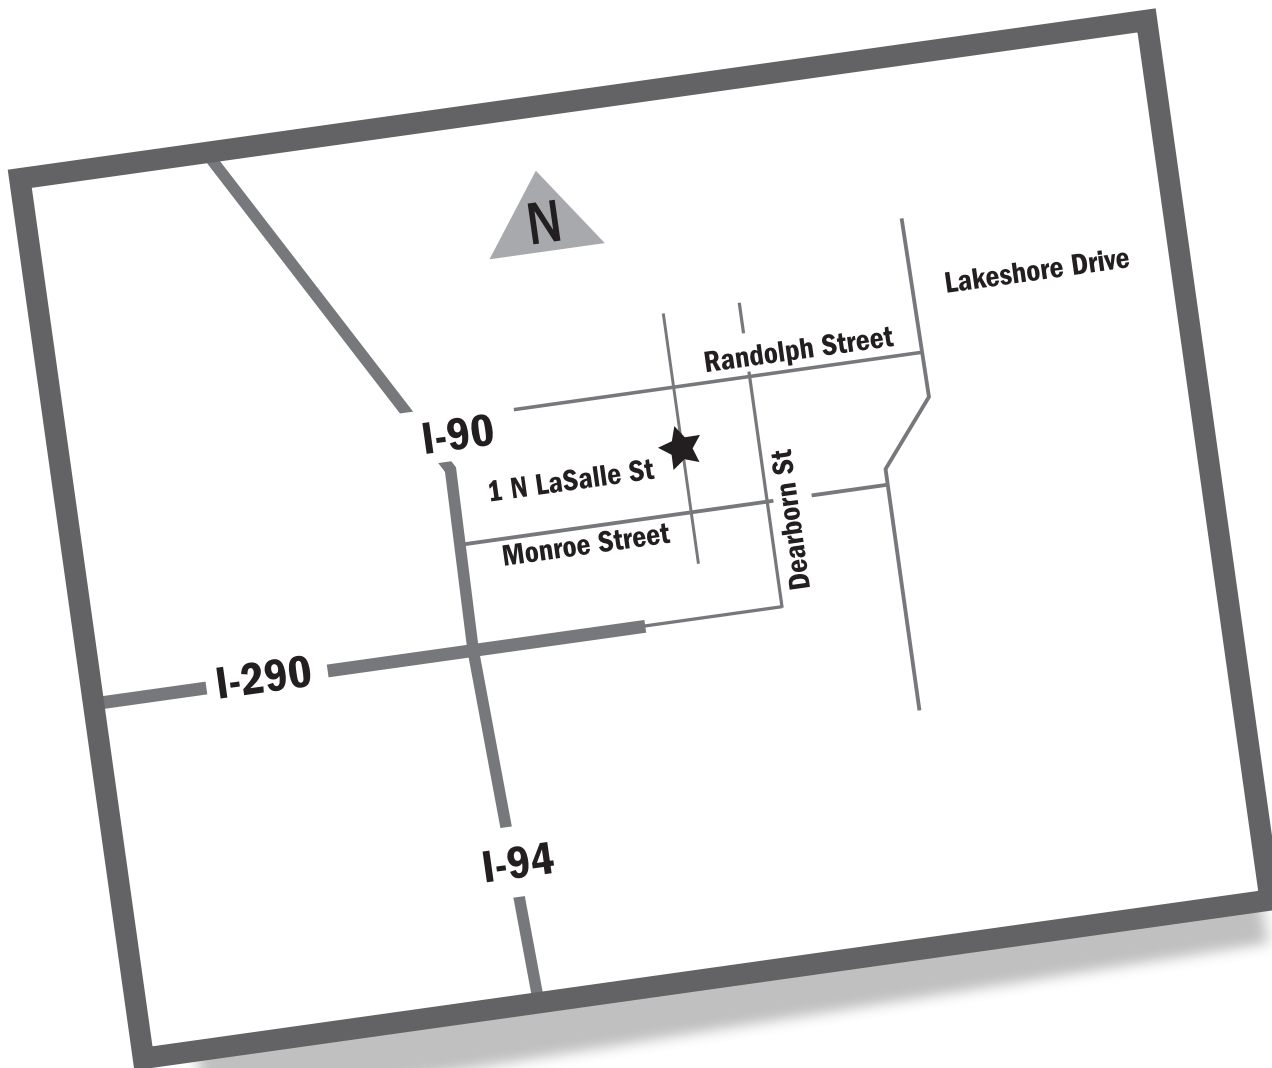 N
Lakeshore Drive
Randolph Street
I-90
1 N LaSalle St
Monroe Street
Dearborn St
I-290
I-94